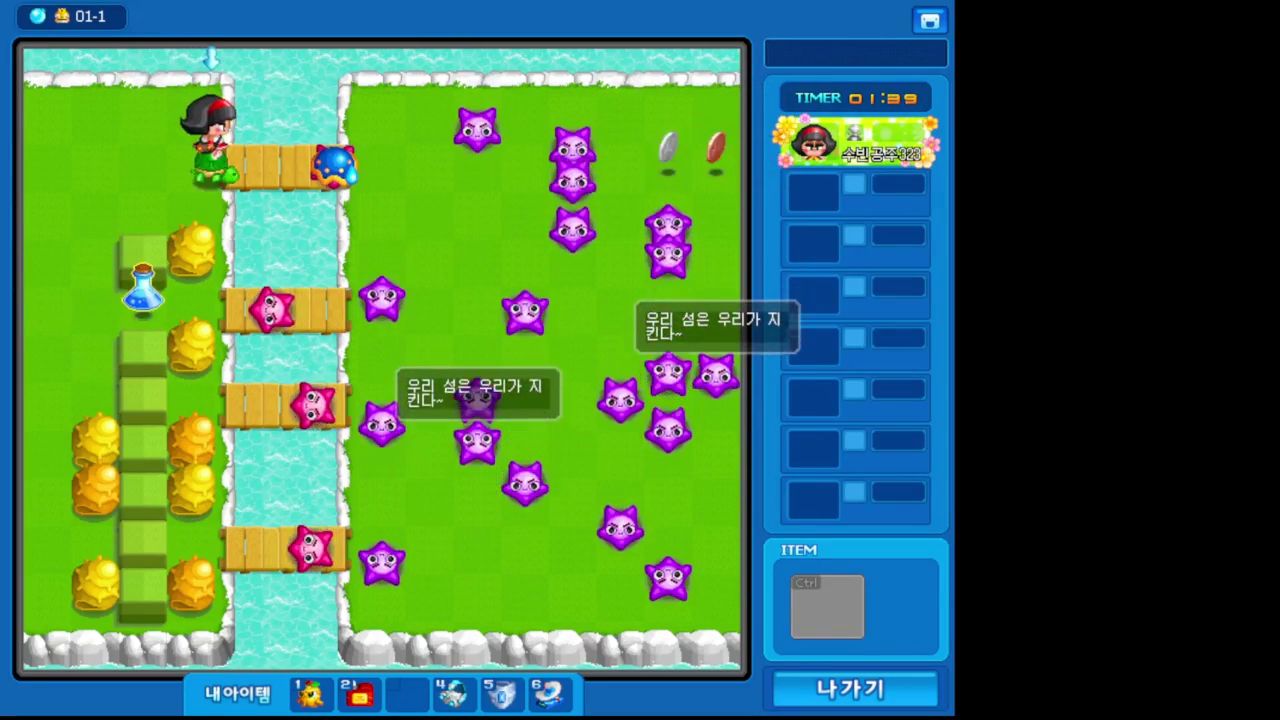 01-1
TIMER 01:39
수빈공주323
우리 섬은 우리가 지
킨다~
우리 섬은 우리가 지
킨다~
ITEM
Ctrl
내아이템
1
2
4
5
6
나가기